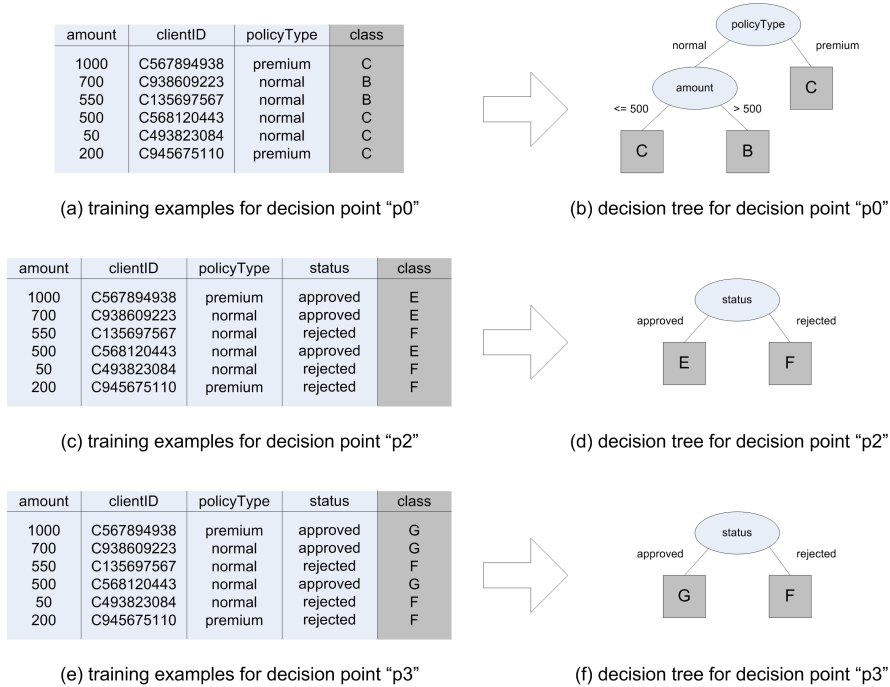 amount clientID policyType class
1000 C567894938 premium C
700 C938609223 normal B
550 C135697567 normal B
500 C568120443 normal C
50 C493823084 normal C
200 C945675110 premium C
(a) training examples for decision point “p0”
policyType
normal premium
amount C
<= 500 > 500
C B
(b) decision tree for decision point “p0”
amount clientID policyType status class
1000 C567894938 premium approved E
700 C938609223 normal approved E
550 C135697567 normal rejected F
500 C568120443 normal approved E
50 C493823084 normal rejected F
200 C945675110 premium rejected F
(c) training examples for decision point “p2”
status
approved rejected
E F
(d) decision tree for decision point “p2”
amount clientID policyType status class
1000 C567894938 premium approved G
700 C938609223 normal approved G
550 C135697567 normal rejected F
500 C568120443 normal approved G
50 C493823084 normal rejected F
200 C945675110 premium rejected F
(e) training examples for decision point “p3”
status
approved rejected
G F
(f) decision tree for decision point “p3”